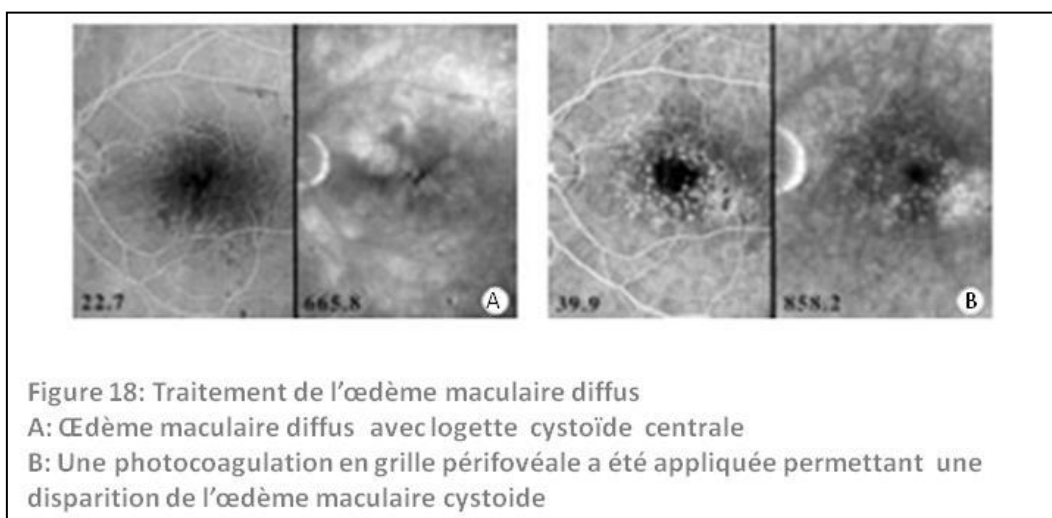 22.7 665.8 A 39.9 858.2 B
Figure 18: Traitement de l'œdème maculaire diffus
A: Œdème maculaire diffus avec logette cystoïde centrale
B: Une photocoagulation en grille périfovéale a été appliquée permettant une
disparition de l'œdème maculaire cystoide